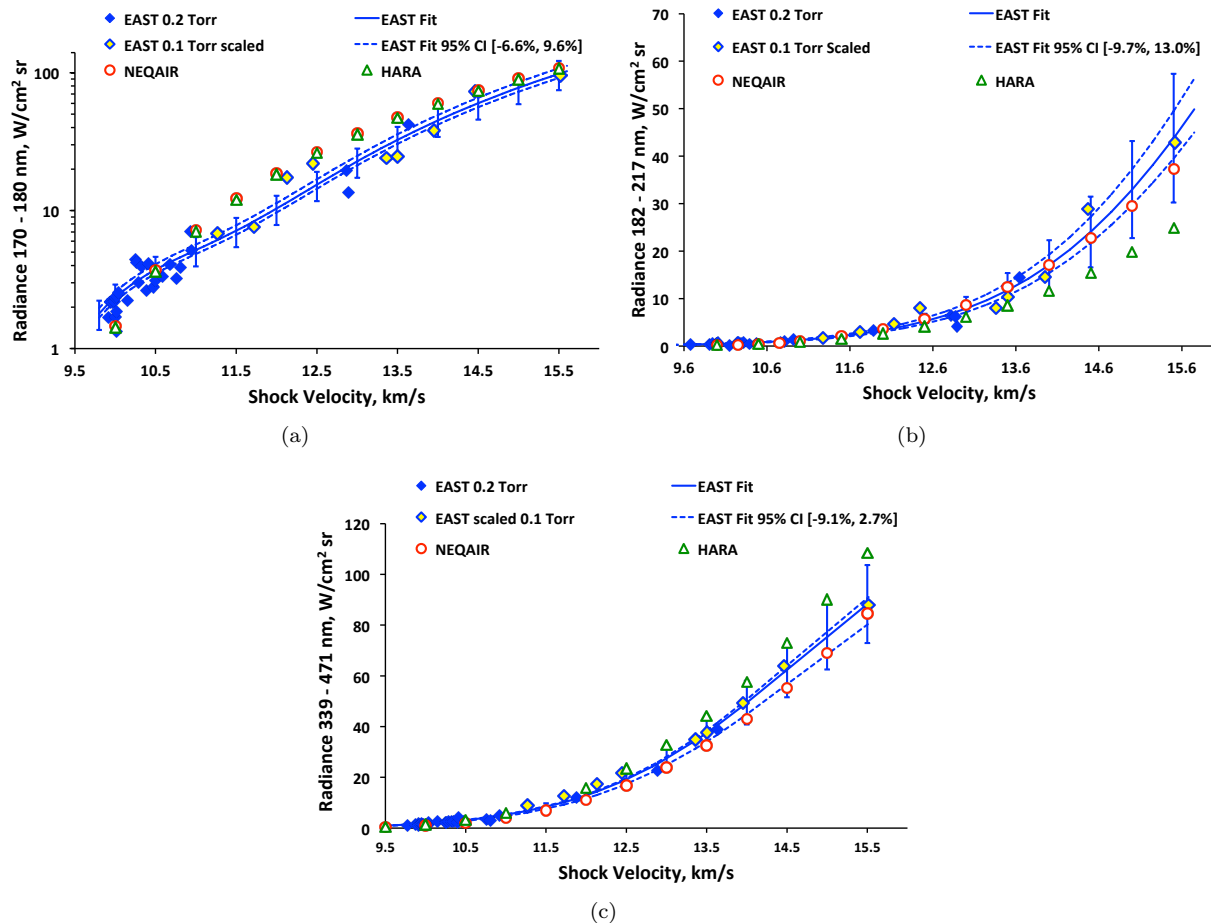 EAST 0.2 Torr
EAST Fit
EAST 0.1 Torr scaled
EAST Fit 95% CI [-6.6%, 9.6%]
NEQAIR
HARA
Radiance 170 - 180 nm, W/cm² sr
100
10
1
9.5 10.5 11.5 12.5 13.5 14.5 15.5
Shock Velocity, km/s
(a)
EAST 0.2 Torr
EAST Fit
EAST 0.1 Torr Scaled
EAST Fit 95% CI [-9.7%, 13.0%]
NEQAIR
HARA
Radiance 182 - 217 nm, W/cm² sr
70
60
50
40
30
20
10
0
9.6 10.6 11.6 12.6 13.6 14.6 15.6
Shock Velocity, km/s
(b)
EAST 0.2 Torr
EAST Fit
EAST scaled 0.1 Torr
EAST Fit 95% CI [-9.1%, 2.7%]
NEQAIR
HARA
Radiance 339 - 471 nm, W/cm² sr
120
100
80
60
40
20
0
9.5 10.5 11.5 12.5 13.5 14.5 15.5
Shock Velocity, km/s
(c)